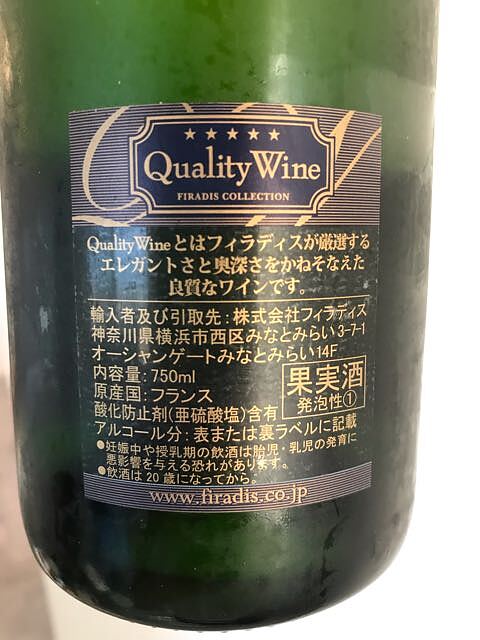 ★★★★★
Quality Wine
FIRADIS COLLECTION
QualityWineとはフィラディスが厳選する
エレガントさと奥深さをかねそなえた
良質なワインです。
輸入者及び引取先：株式会社フィラディス
神奈川県横浜市西区みなとみらい3-7-1
オーシャンゲートみなとみらい14F
内容量：750ml
原産国：フランス
果実酒
発泡性①
酸化防止剤(亜硫酸塩)含有
アルコール分：表または裏ラベルに記載
●妊娠中や授乳期の飲酒は胎児・乳児の発育に
悪影響を与える恐れがあります。
●飲酒は20歳になってから。
www.firadis.co.jp